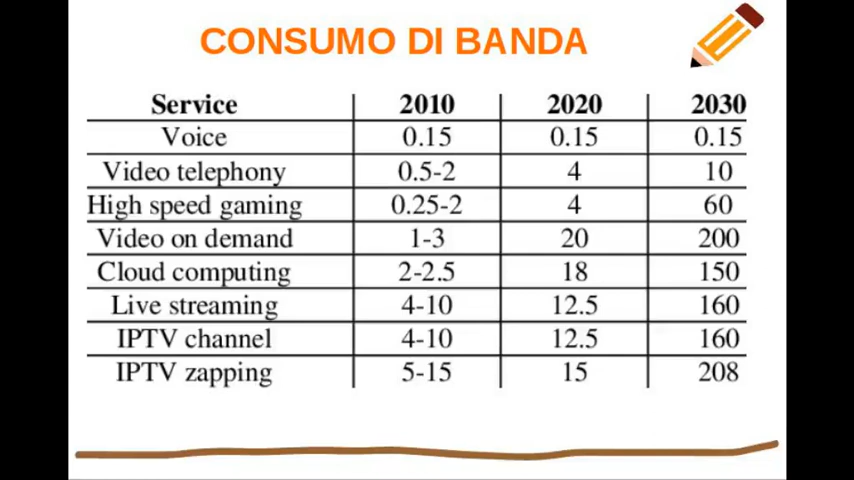 CONSUMO DI BANDA
Service 2010 2020 2030
Voice 0.15 0.15 0.15
Video telephony 0.5-2 4 10
High speed gaming 0.25-2 4 60
Video on demand 1-3 20 200
Cloud computing 2-2.5 18 150
Live streaming 4-10 12.5 160
IPTV channel 4-10 12.5 160
IPTV zapping 5-15 15 208